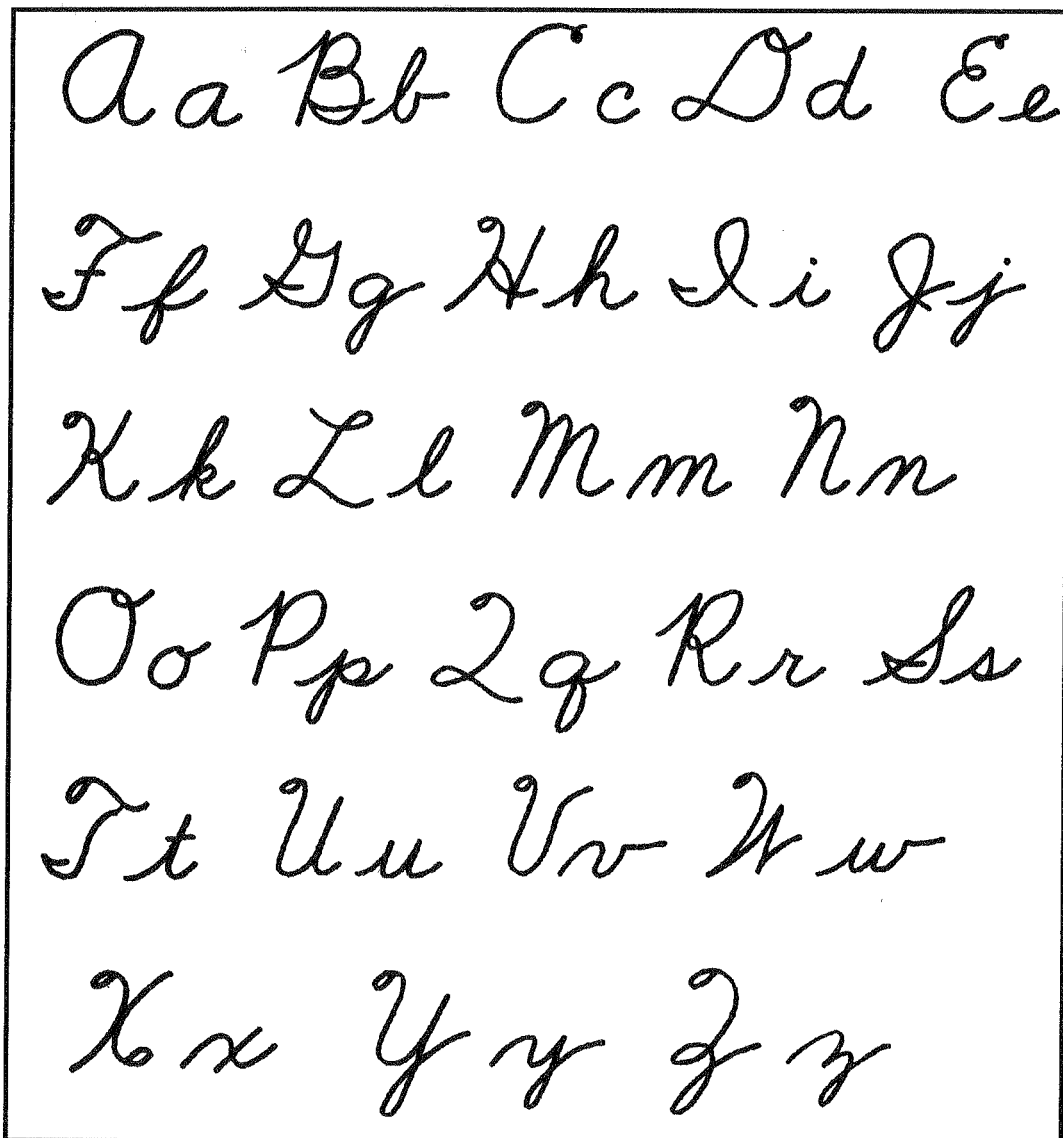 Aa Bb Cc Dd Ee
Ff Gg Hh Ii Jj
Kk Ll Mm Nn
Oo Pp Qq Rr Ss
Tt Uu Vv Ww
Xx Yy Zz